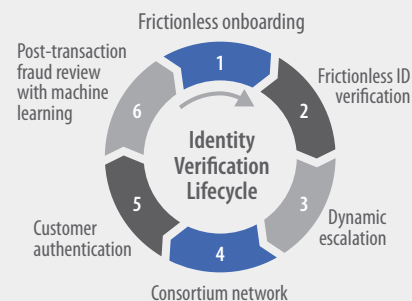 Frictionless onboarding
1
Frictionless ID
verification
2
Dynamic
escalation
3
Consortium network
4
Customer
authentication
5
Post-transaction
fraud review
with machine
learning
6
Identity
Verification
Lifecycle